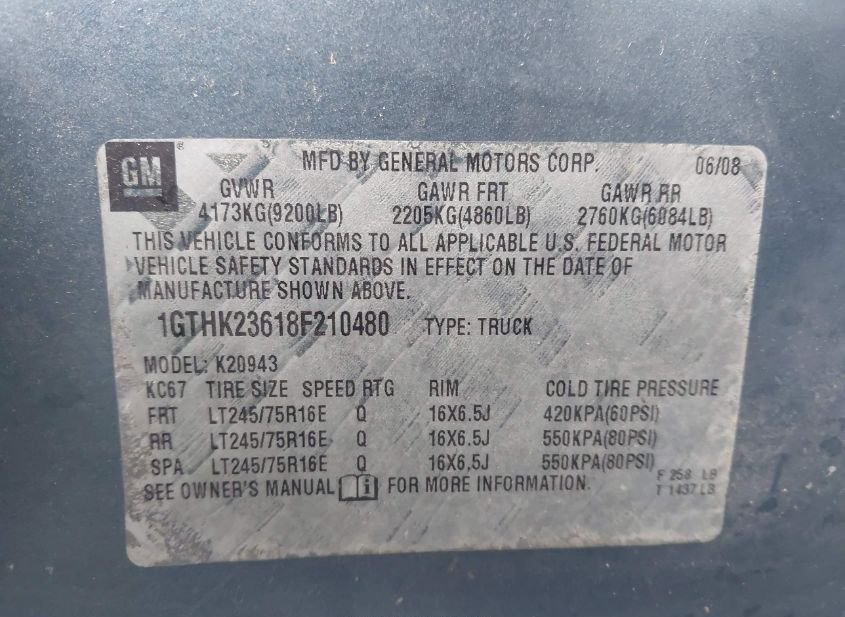 GM ® MFD BY GENERAL MOTORS CORP. 06/08
GVWR GAWR FRT GAWR RR
4173KG(9200LB) 2205KG(4860LB) 2760KG(6084LB)
THIS VEHICLE CONFORMS TO ALL APPLICABLE U.S. FEDERAL MOTOR
VEHICLE SAFETY STANDARDS IN EFFECT ON THE DATE OF
MANUFACTURE SHOWN ABOVE.
1GTHK23618F210480 TYPE: TRUCK
MODEL: K20943
KC67 TIRE SIZE SPEED RTG RIM COLD TIRE PRESSURE
FRT LT245/75R16E Q 16X6.5J 420KPA(60PSI)
RR LT245/75R16E Q 16X6.5J 550KPA(80PSI)
SPA LT245/75R16E Q 16X6.5J 550KPA(80PSI)
SEE OWNER'S MANUAL i FOR MORE INFORMATION.
F 258 LB
T 1437 LB